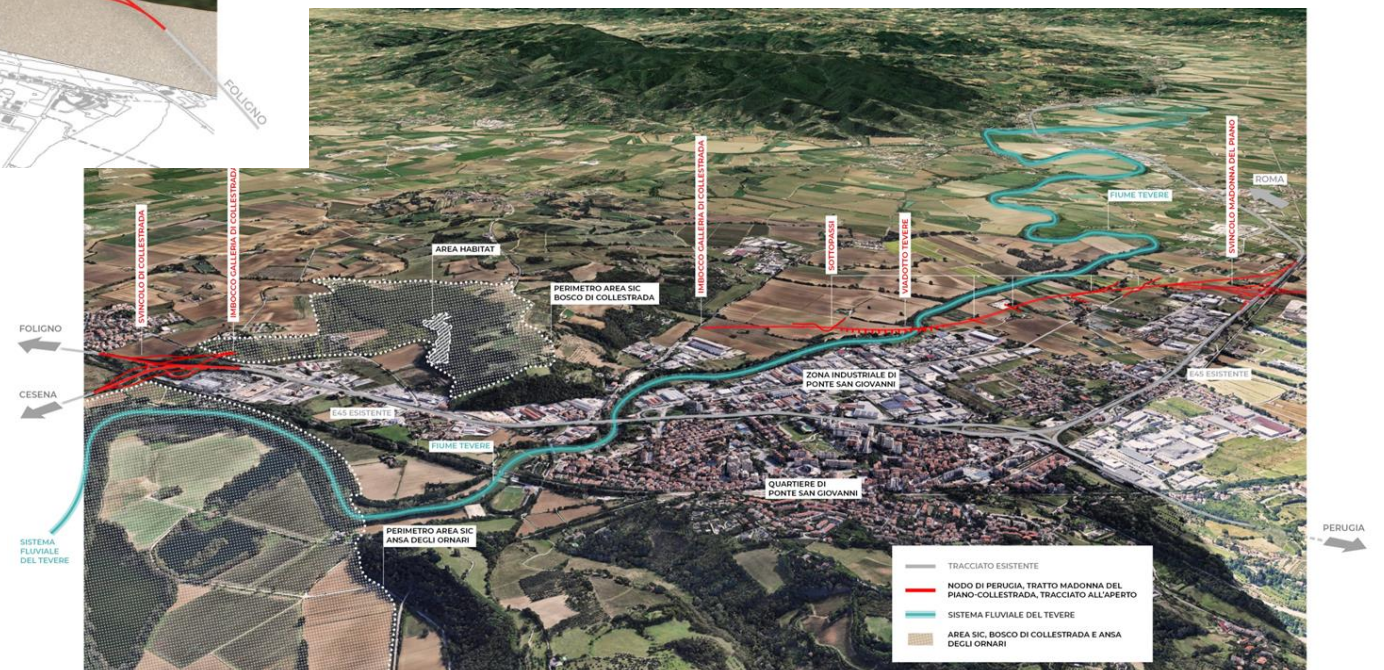 FOLIGNO
SVINCOLO DI COLLESTRADA
IMBOCCO GALLERIA DI COLLESTRADA
AREA HABITAT
PERIMETRO AREA SIC
BOSCO DI COLLESTRADA
IMBOCCO GALLERIA DI COLLESTRADA
SOTTOPASSI
VIADOTTO TEVERE
FIUME TEVERE
SVINCOLO MADONNA DEL PIANO
ROMA
FOLIGNO
CESENA
E45 ESISTENTE
FIUME TEVERE
ZONA INDUSTRIALE DI
PONTE SAN GIOVANNI
E45 ESISTENTE
QUARTIERE DI
PONTE SAN GIOVANNI
PERIMETRO AREA SIC
ANSA DEGLI ORNARI
SISTEMA
FLUVIALE
DEL TEVERE
PERUGIA
TRACCIATO ESISTENTE
NODO DI PERUGIA, TRATTO MADONNA DEL
PIANO-COLLESTRADA, TRACCIATO ALL'APERTO
SISTEMA FLUVIALE DEL TEVERE
AREA SIC, BOSCO DI COLLESTRADA E ANSA
DEGLI ORNARI